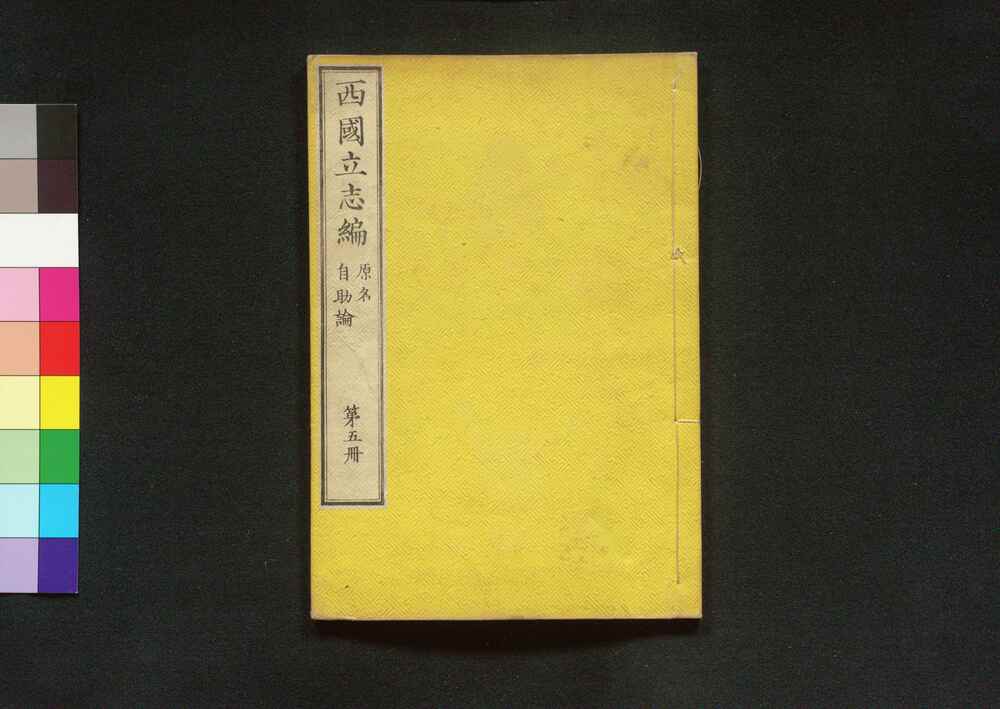 西國立志編
原名
自助論
第五冊